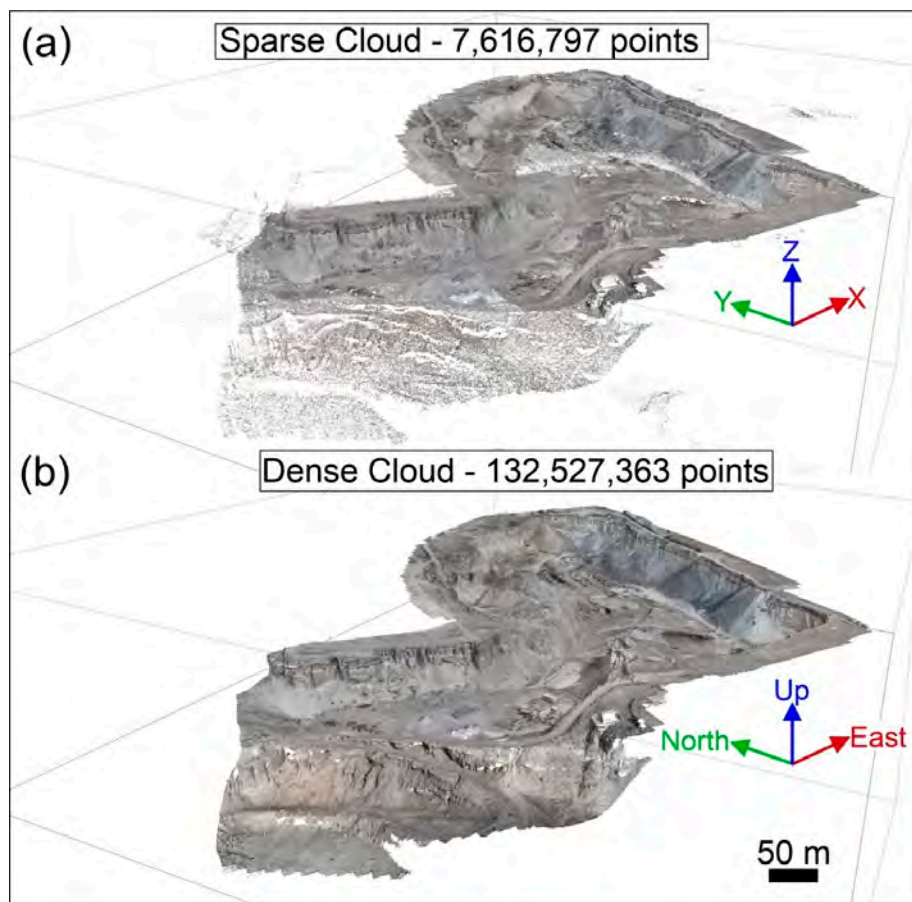 (a)
Sparse Cloud - 7,616,797 points
Z
Y
X
(b)
Dense Cloud - 132,527,363 points
Up
North
East
50 m